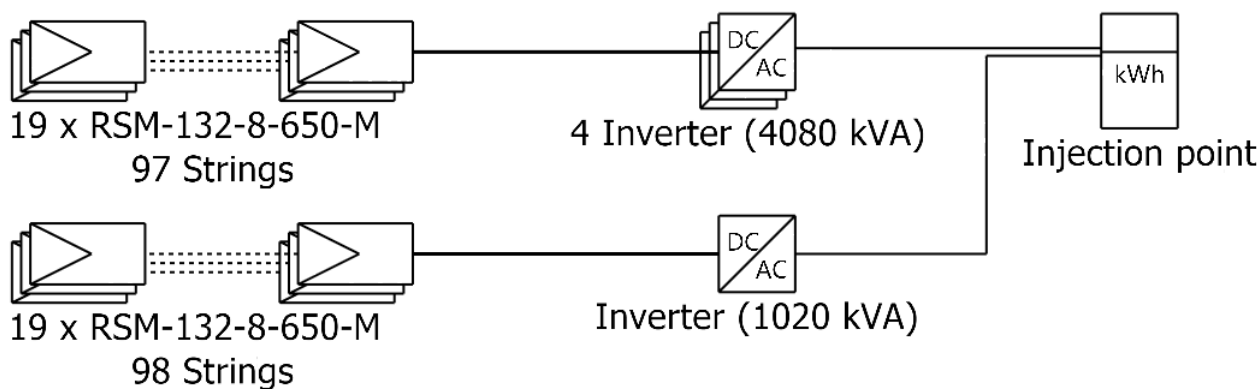 DC
AC
kWh
19 x RSM-132-8-650-M
97 Strings
4 Inverter (4080 kVA)
Injection point
DC
AC
19 x RSM-132-8-650-M
98 Strings
Inverter (1020 kVA)